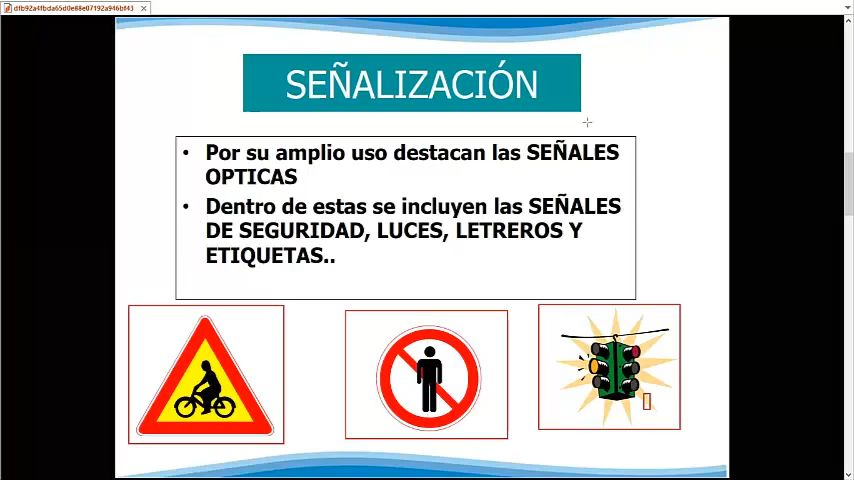 dfb92a4fbda65d0e88e07192a946bf43
SEÑALIZACIÓN
• Por su amplio uso destacan las SEÑALES
OPTICAS
• Dentro de estas se incluyen las SEÑALES
DE SEGURIDAD, LUCES, LETREROS Y
ETIQUETAS..